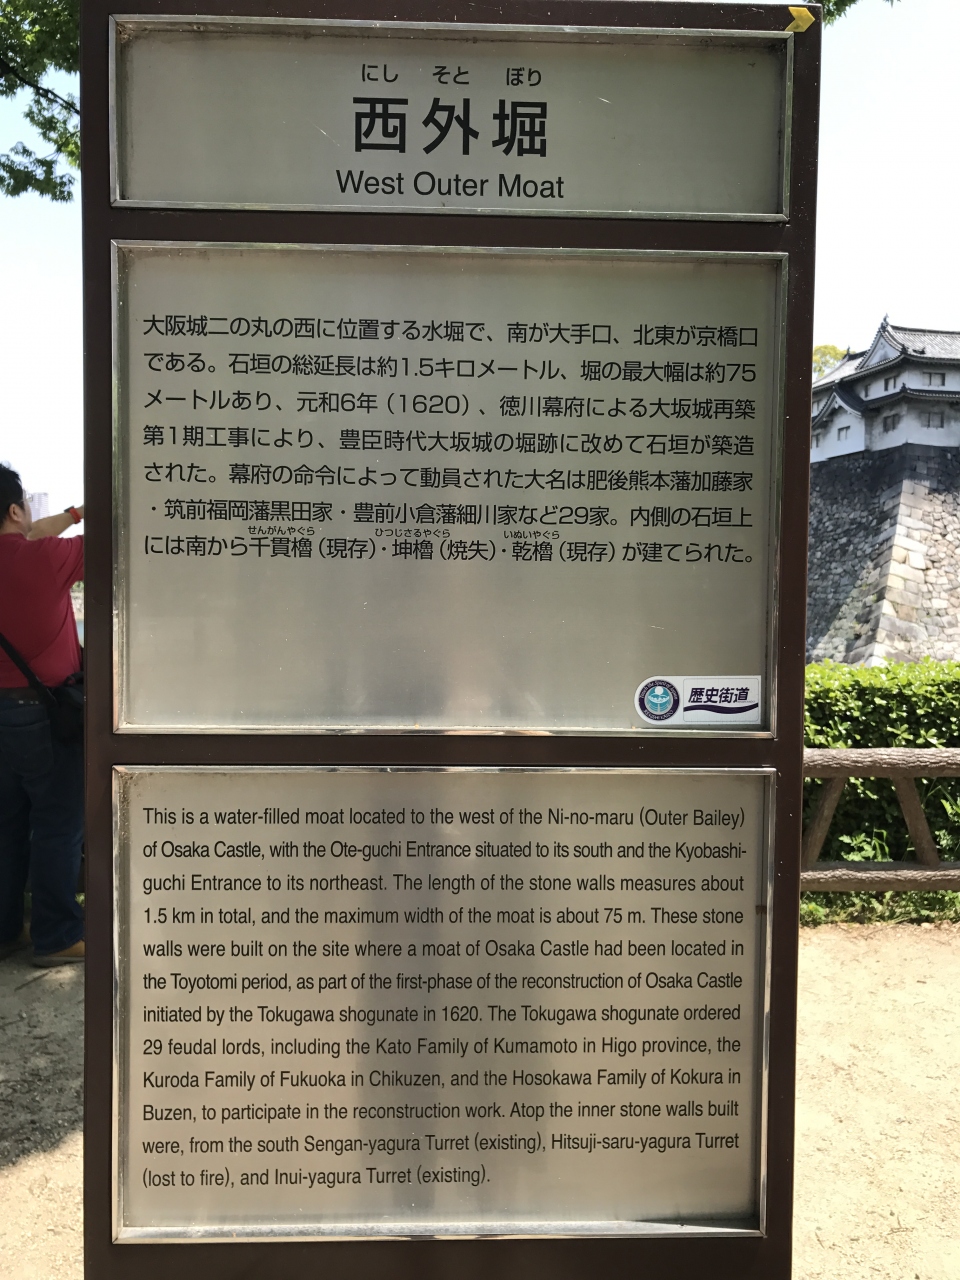 にし そと ぼり
西外堀
West Outer Moat
大阪城二の丸の西に位置する水堀で、南が大手口、北東が京橋口
である。石垣の総延長は約1.5キロメートル、堀の最大幅は約75
メートルあり、元和6年（1620）、徳川幕府による大坂城再築
第1期工事により、豊臣時代大坂城の堀跡に改めて石垣が築造
された。幕府の命令によって動員された大名は肥後熊本藩加藤家
・筑前福岡藩黒田家・豊前小倉藩細川家など29家。内側の石垣上
せんがんやぐら ひつじさるやぐら いぬいやぐら
には南から千貫櫓（現存）・坤櫓（焼失）・乾櫓（現存）が建てられた。
歴史街道
This is a water-filled moat located to the west of the Ni-no-maru (Outer Bailey)
of Osaka Castle, with the Ote-guchi Entrance situated to its south and the Kyobashi-
guchi Entrance to its northeast. The length of the stone walls measures about
1.5 km in total, and the maximum width of the moat is about 75 m. These stone
walls were built on the site where a moat of Osaka Castle had been located in
the Toyotomi period, as part of the first-phase of the reconstruction of Osaka Castle
initiated by the Tokugawa shogunate in 1620. The Tokugawa shogunate ordered
29 feudal lords, including the Kato Family of Kumamoto in Higo province, the
Kuroda Family of Fukuoka in Chikuzen, and the Hosokawa Family of Kokura in
Buzen, to participate in the reconstruction work. Atop the inner stone walls built
were, from the south Sengan-yagura Turret (existing), Hitsuji-saru-yagura Turret
(lost to fire), and Inui-yagura Turret (existing).